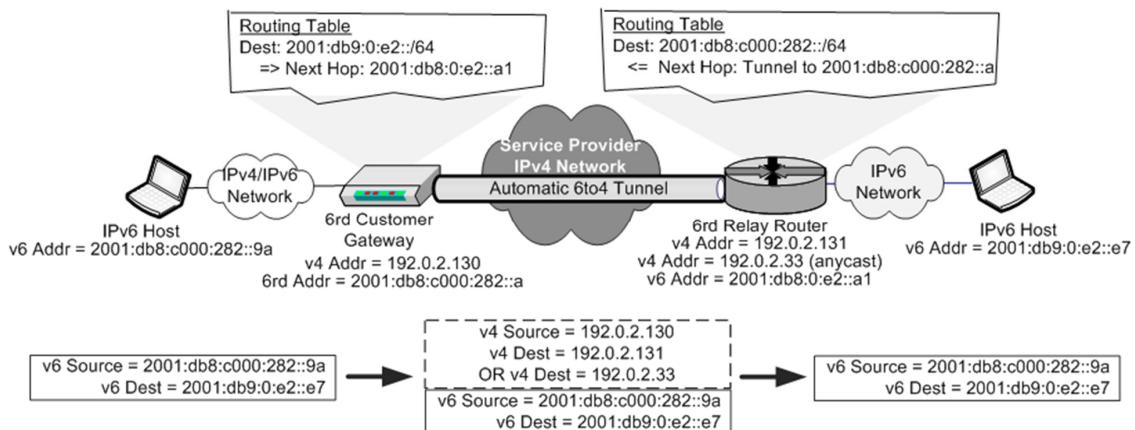 Routing Table
Dest: 2001:db9:0:e2::/64
=> Next Hop: 2001:db8:0:e2::a1
Routing Table
Dest: 2001:db8:c000:282::/64
<= Next Hop: Tunnel to 2001:db8:c000:282::a
Service Provider
IPv4 Network
Automatic 6to4 Tunnel
IPv4/IPv6
Network
IPv6
Network
IPv6 Host
v6 Addr = 2001:db8:c000:282::9a
6rd Customer
Gateway
v4 Addr = 192.0.2.130
6rd Addr = 2001:db8:c000:282::a
6rd Relay Router
v4 Addr = 192.0.2.131
v4 Addr = 192.0.2.33 (anycast)
v6 Addr = 2001:db8:0:e2::a1
IPv6 Host
v6 Addr = 2001:db9:0:e2::e7
v6 Source = 2001:db8:c000:282::9a
v6 Dest = 2001:db9:0:e2::e7
v4 Source = 192.0.2.130
v4 Dest = 192.0.2.131
OR v4 Dest = 192.0.2.33
v6 Source = 2001:db8:c000:282::9a
v6 Dest = 2001:db9:0:e2::e7
v6 Source = 2001:db8:c000:282::9a
v6 Dest = 2001:db9:0:e2::e7